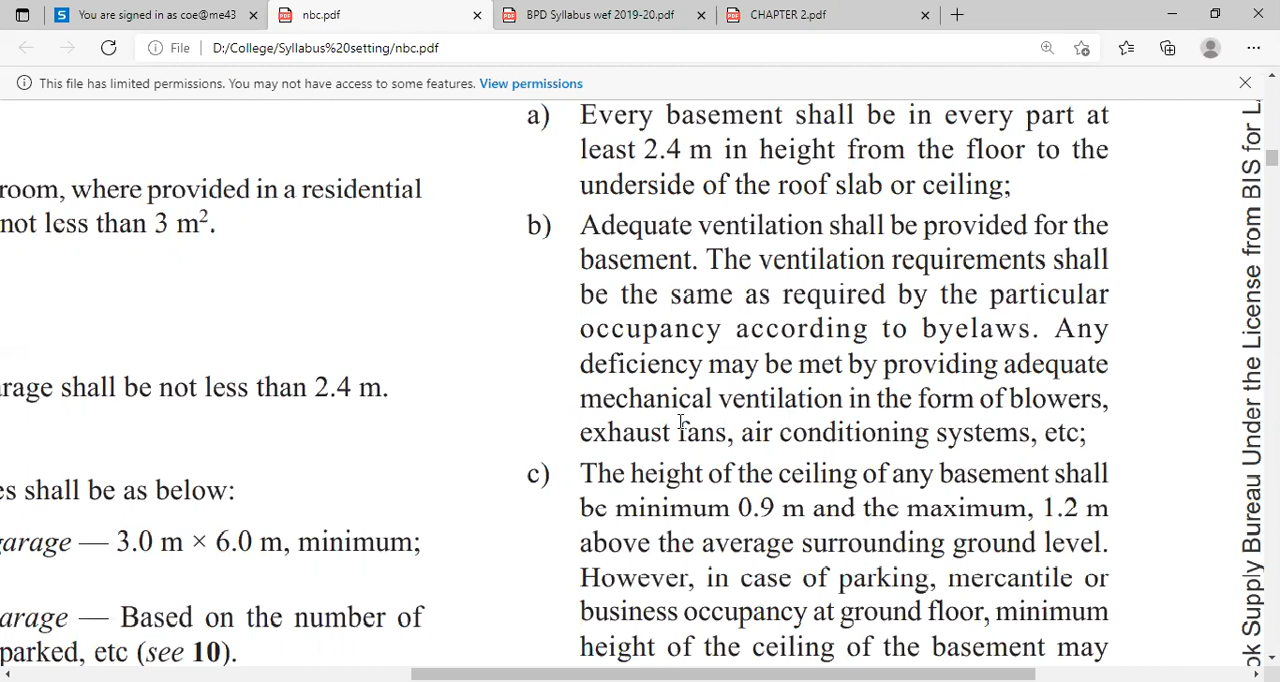 You are signed in as coe@me43
nbc.pdf
BPD Syllabus wef 2019-20.pdf
CHAPTER 2.pdf
File
D:/College/Syllabus%20setting/nbc.pdf
This file has limited permissions. You may not have access to some features. View permissions
room, where provided in a residential
not less than 3 m².
arage shall be not less than 2.4 m.
es shall be as below:
garage — 3.0 m × 6.0 m, minimum;
arage — Based on the number of
parked, etc (see 10).
a) Every basement shall be in every part at
least 2.4 m in height from the floor to the
underside of the roof slab or ceiling;
b) Adequate ventilation shall be provided for the
basement. The ventilation requirements shall
be the same as required by the particular
occupancy according to byelaws. Any
deficiency may be met by providing adequate
mechanical ventilation in the form of blowers,
exhaust fans, air conditioning systems, etc;
c) The height of the ceiling of any basement shall
be minimum 0.9 m and the maximum, 1.2 m
above the average surrounding ground level.
However, in case of parking, mercantile or
business occupancy at ground floor, minimum
height of the ceiling of the basement may
ok Supply Bureau Under the License from BIS for L